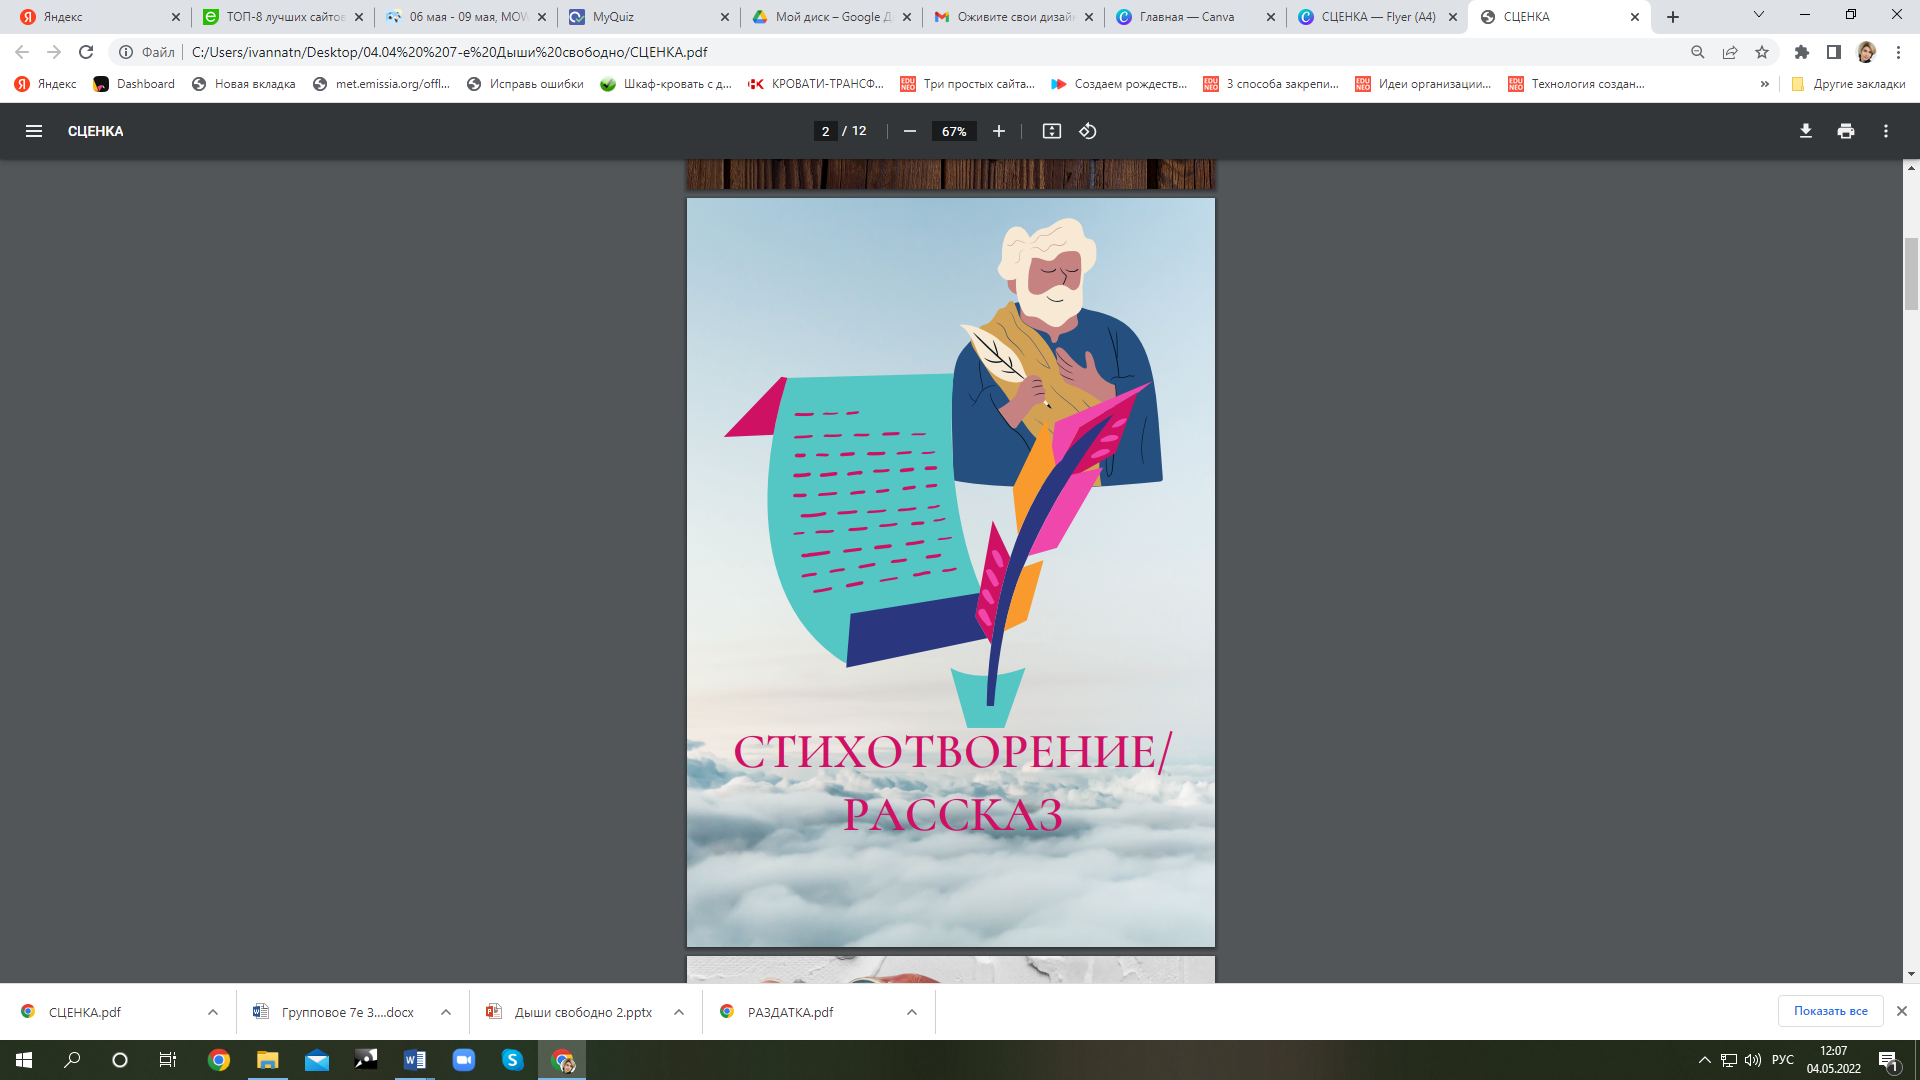 Яндекс
ТОП-8 лучших сайтов
06 мая - 09 мая, MOW
MyQuiz
Мой диск – Google Д
Оживите свои дизайн
Главная — Canva
СЦЕНКА — Flyer (A4)
СЦЕНКА
Файл C:/Users/ivannatn/Desktop/04.04%20%207-е%20Дыши%20свободно/СЦЕНКА.pdf
Яндекс
Dashboard
Новая вкладка
met.emissia.org/offl...
Исправь ошибки
Шкаф-кровать с д...
КРОВАТИ-ТРАНСФ...
Три простых сайта...
Создаем рождеств...
3 способа закрепи...
Идеи организации...
Технология создан...
»
Другие закладки
СЦЕНКА
2 / 12
67%
СТИХОТВОРЕНИЕ/
РАССКАЗ
СЦЕНКА.pdf
Групповое 7е 3....docx
Дыши свободно 2.pptx
РАЗДАТКА.pdf
Показать все
РУС
12:07
04.05.2022
1